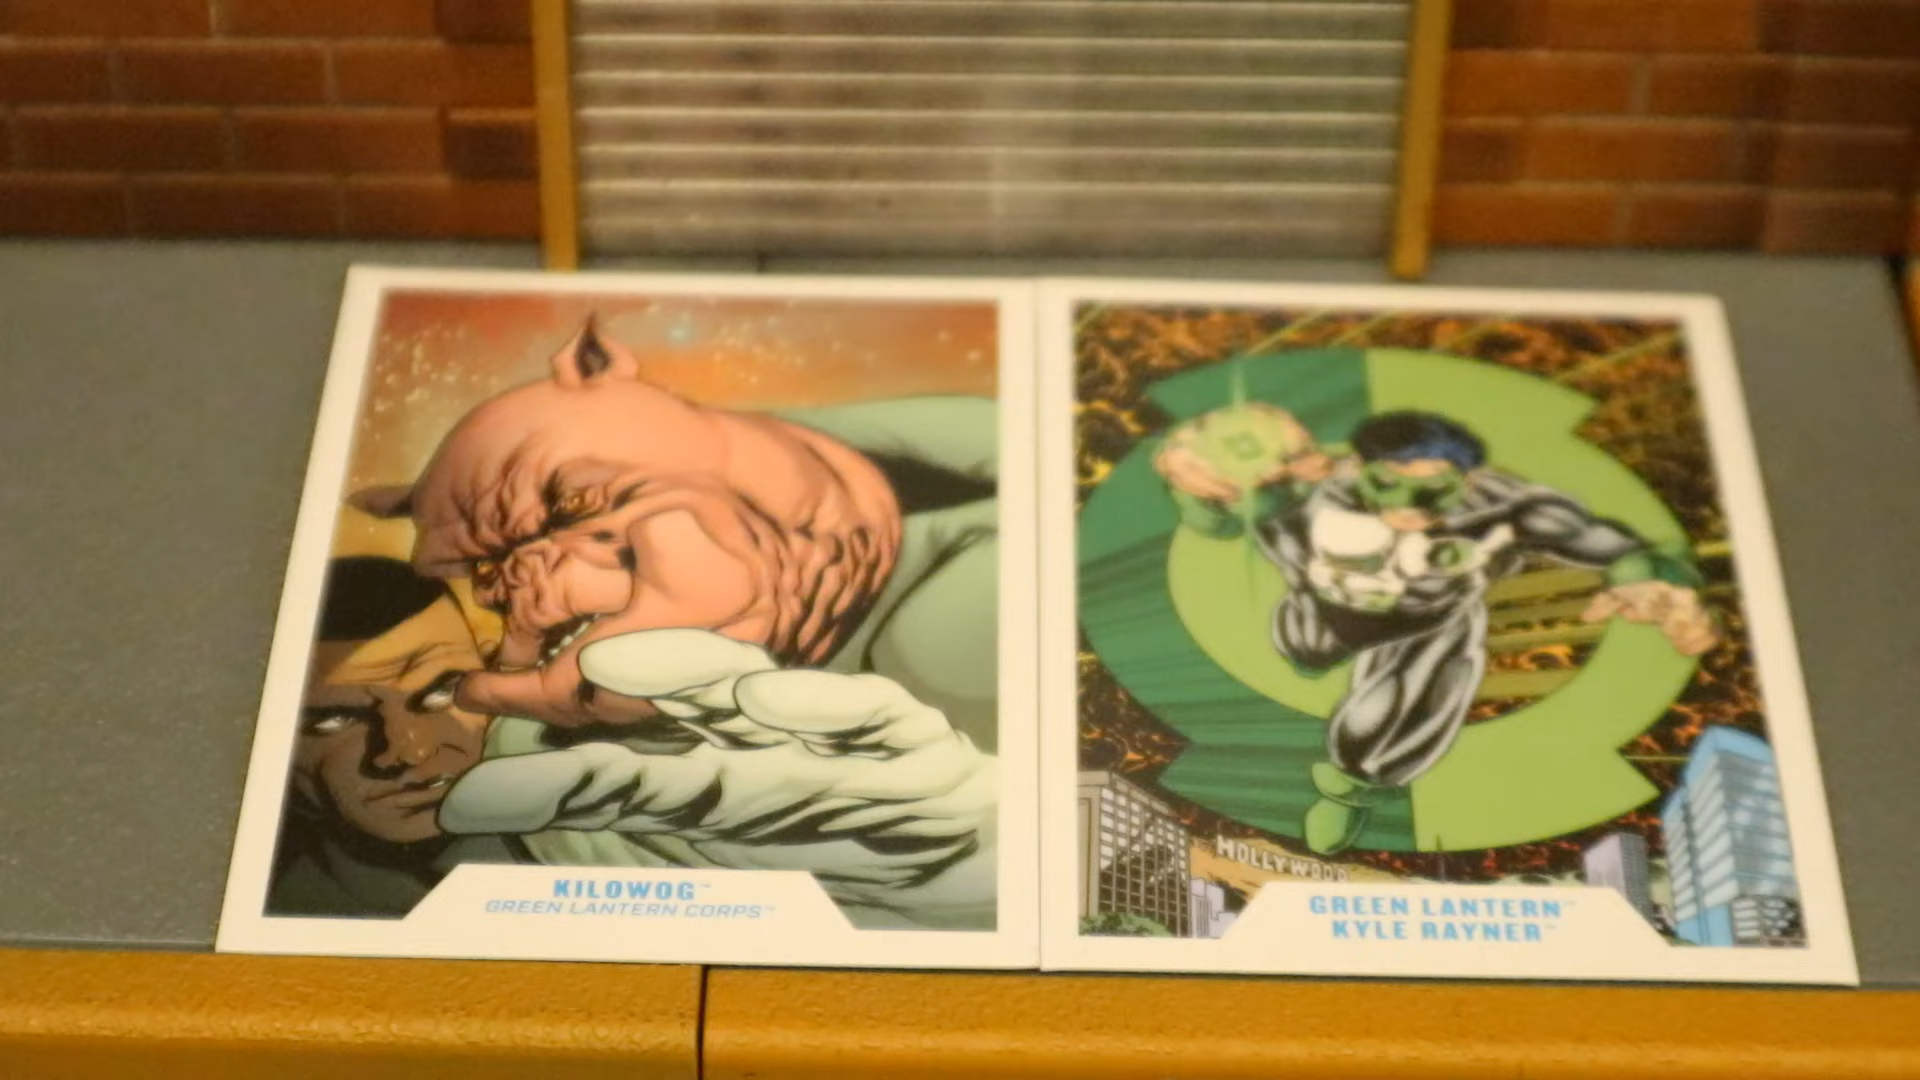 KILOWOG™
GREEN LANTERN CORPS™
HOLLYWOOD
GREEN LANTERN™
KYLE RAYNER™